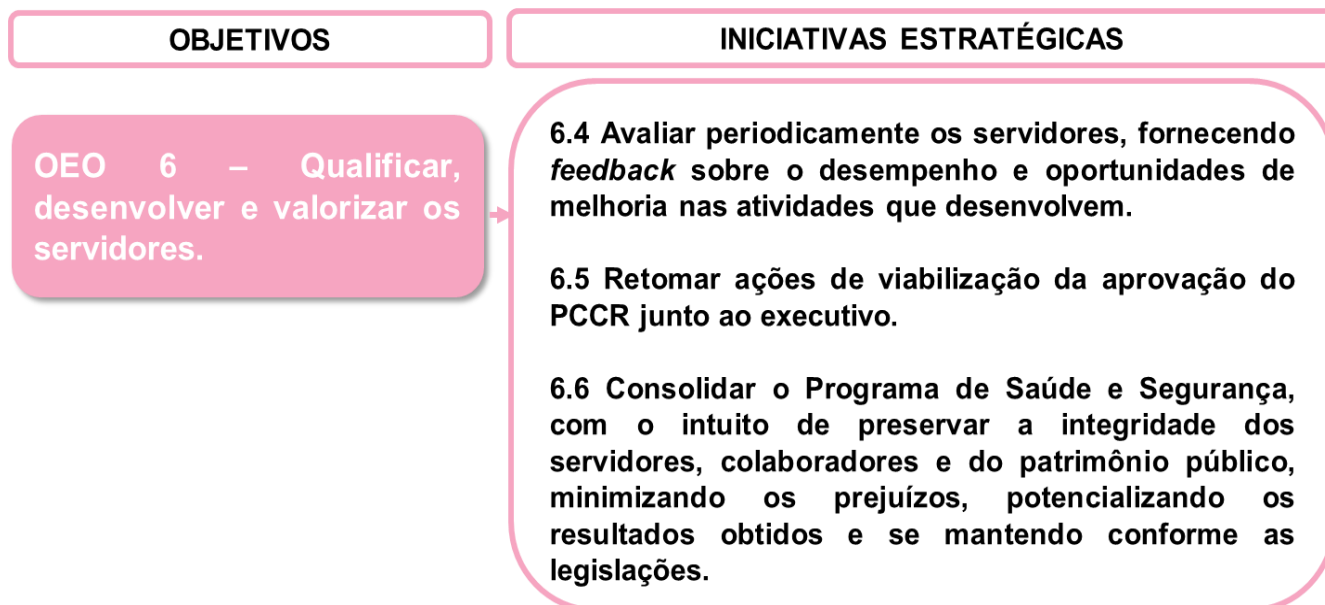 OBJETIVOS
INICIATIVAS ESTRATÉGICAS
OEO 6 – Qualificar,
desenvolver e valorizar os
servidores.
6.4 Avaliar periodicamente os servidores, fornecendo
feedback sobre o desempenho e oportunidades de
melhoria nas atividades que desenvolvem.
6.5 Retomar ações de viabilização da aprovação do
PCCR junto ao executivo.
6.6 Consolidar o Programa de Saúde e Segurança,
com o intuito de preservar a integridade dos
servidores, colaboradores e do patrimônio público,
minimizando os prejuízos, potencializando os
resultados obtidos e se mantendo conforme as
legislações.